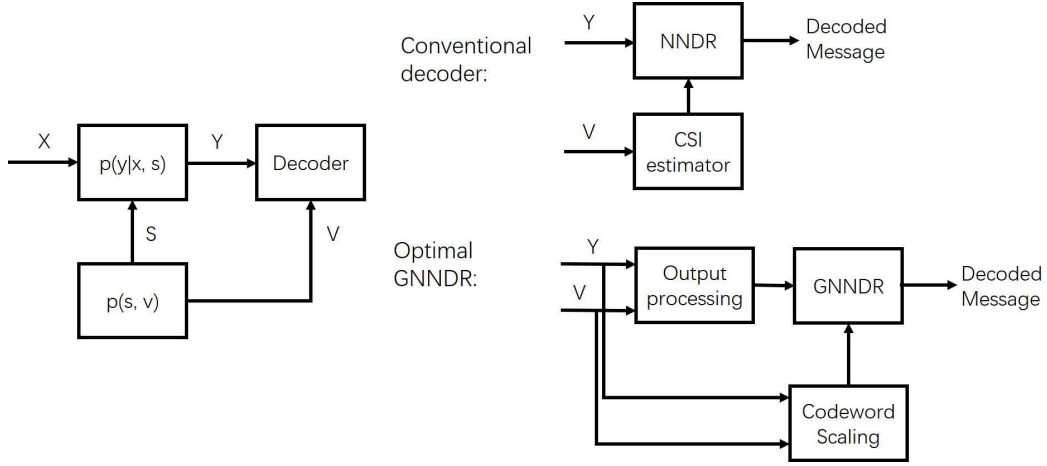 X
p(y|x, s)
Y
Decoder
S
V
p(s, v)
Conventional
decoder:
Y
NNDR
Decoded
Message
V
CSI
estimator
Optimal
GNNDR:
Y
V
Output
processing
GNNDR
Decoded
Message
Codeword
Scaling